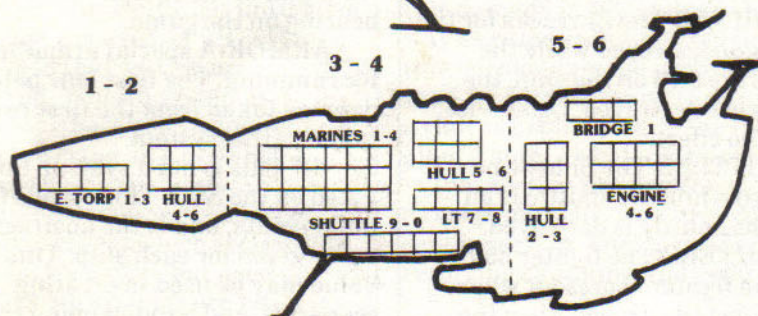 1 - 2
3 - 4
5 - 6
E. TORP 1-3
HULL
4-6
MARINES 1-4
HULL 5 - 6
LT 7 - 8
SHUTTLE 9 - 0
BRIDGE 1
HULL
2 - 3
ENGINE
4-6